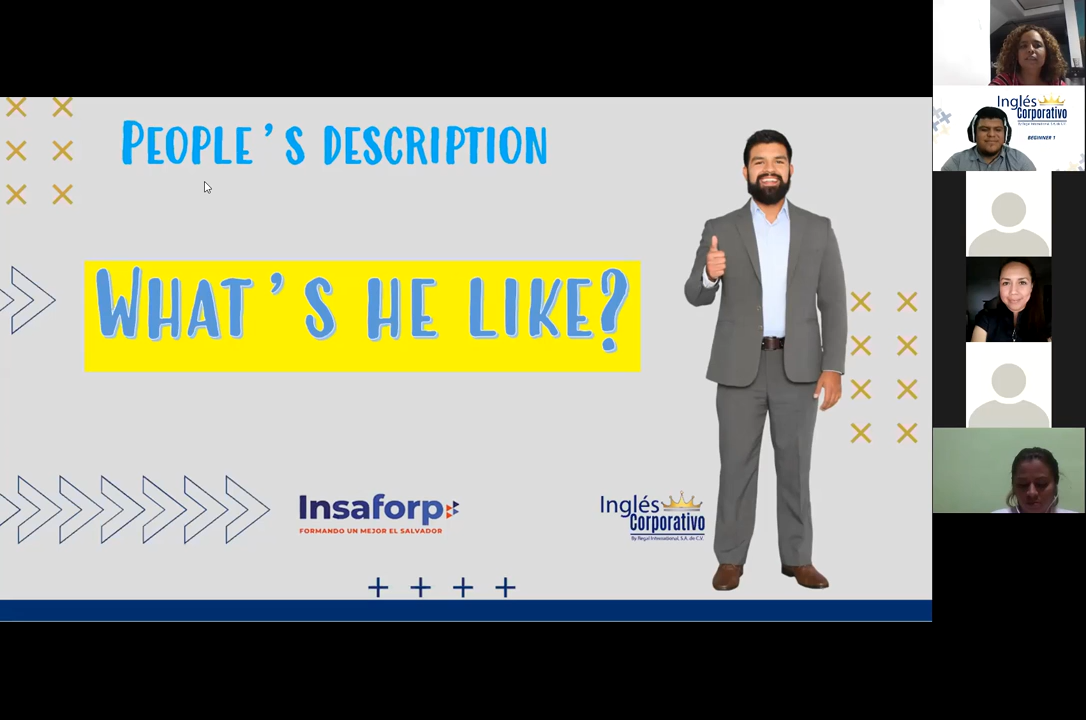 PEOPLE'S DESCRIPTION
WHAT'S HE LIKE?
Insaforp
FORMANDO UN MEJOR EL SALVADOR
Inglés
Corporativo
By Regal International, S.A. de C.V.
Inglés
Corporativo
BEGINNER 1